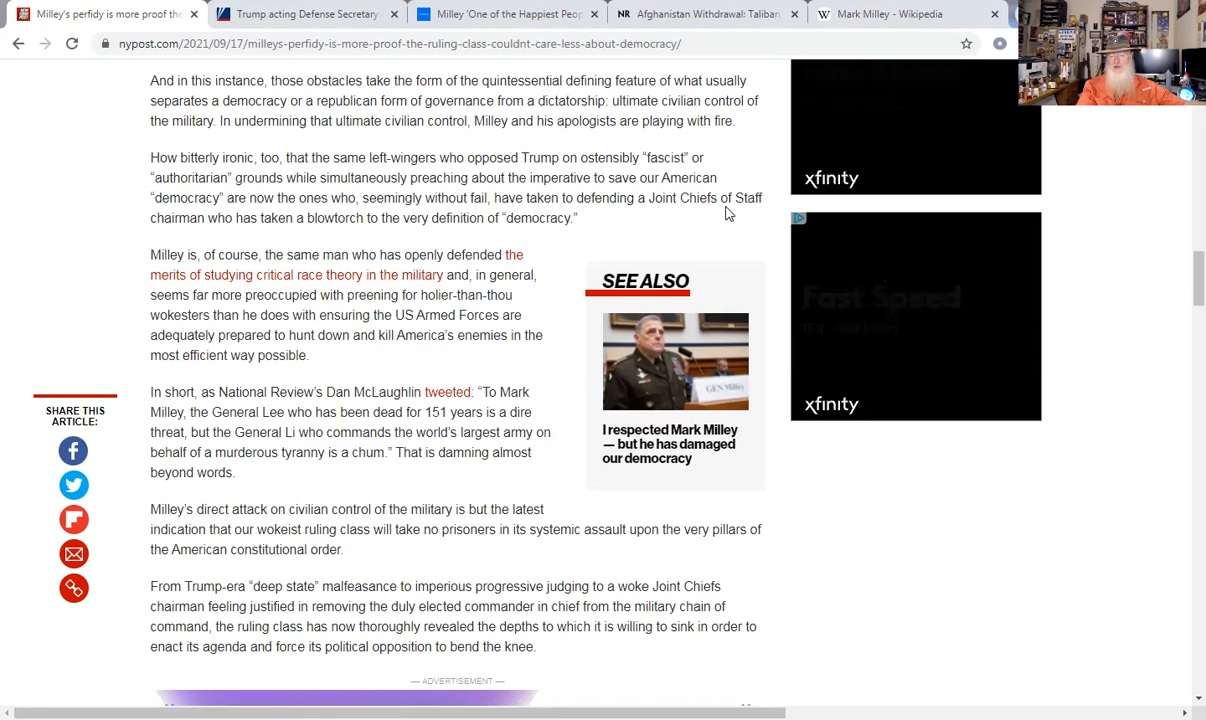 Milley's perfidy is more proof the
Trump acting Defense Secretary
Milley 'One of the Happiest Peop
NR Afghanistan Withdrawal: Taliban
W Mark Milley - Wikipedia
nypost.com/2021/09/17/milleys-perfidy-is-more-proof-the-ruling-class-couldnt-care-less-about-democracy/
And in this instance, those obstacles take the form of the quintessential defining feature of what usually
separates a democracy or a republican form of governance from a dictatorship: ultimate civilian control of
the military. In undermining that ultimate civilian control, Milley and his apologists are playing with fire.
How bitterly ironic, too, that the same left-wingers who opposed Trump on ostensibly “fascist” or
“authoritarian” grounds while simultaneously preaching about the imperative to save our American
“democracy” are now the ones who, seemingly without fail, have taken to defending a Joint Chiefs of Staff
chairman who has taken a blowtorch to the very definition of “democracy.”
Milley is, of course, the same man who has openly defended the
merits of studying critical race theory in the military and, in general,
seems far more preoccupied with preening for holier-than-thou
wokesters than he does with ensuring the US Armed Forces are
adequately prepared to hunt down and kill America’s enemies in the
most efficient way possible.
In short, as National Review’s Dan McLaughlin tweeted: “To Mark
Milley, the General Lee who has been dead for 151 years is a dire
threat, but the General Li who commands the world’s largest army on
behalf of a murderous tyranny is a chum.” That is damning almost
beyond words.
Milley’s direct attack on civilian control of the military is but the latest
indication that our wokeist ruling class will take no prisoners in its systemic assault upon the very pillars of
the American constitutional order.
From Trump-era “deep state” malfeasance to imperious progressive judging to a woke Joint Chiefs
chairman feeling justified in removing the duly elected commander in chief from the military chain of
command, the ruling class has now thoroughly revealed the depths to which it is willing to sink in order to
enact its agenda and force its political opposition to bend the knee.
— ADVERTISEMENT —
SHARE THIS
ARTICLE:
SEE ALSO
GEN Milley
I respected Mark Milley
— but he has damaged
our democracy
xfinity
Fast Speed
xfinity